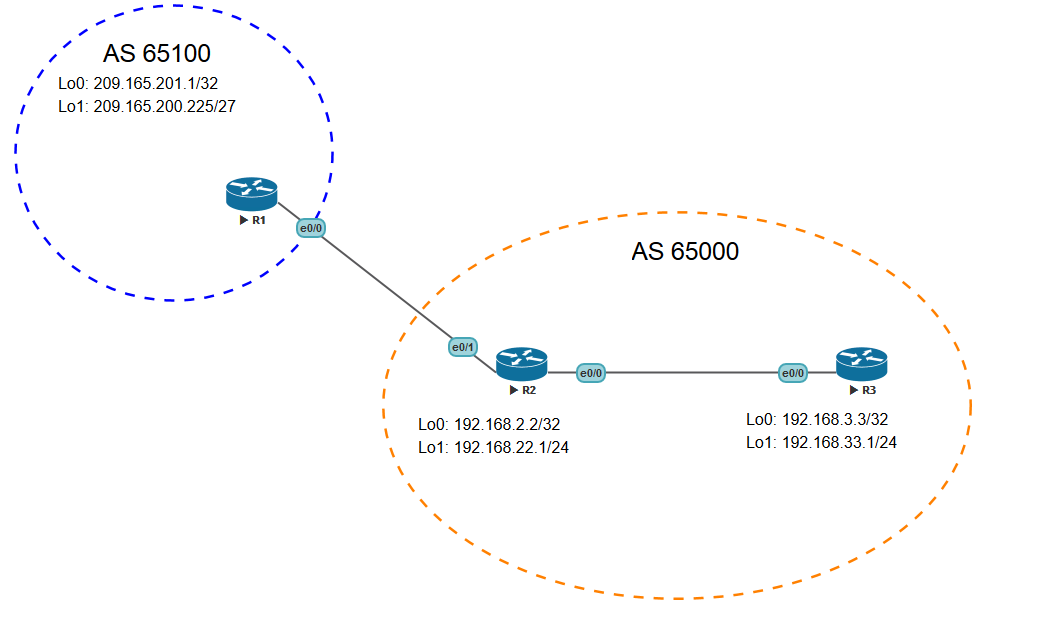 AS 65100
Lo0: 209.165.201.1/32
Lo1: 209.165.200.225/27
R1
e0/0
AS 65000
e0/1
R2
e0/0
e0/0
R3
Lo0: 192.168.2.2/32
Lo1: 192.168.22.1/24
Lo0: 192.168.3.3/32
Lo1: 192.168.33.1/24